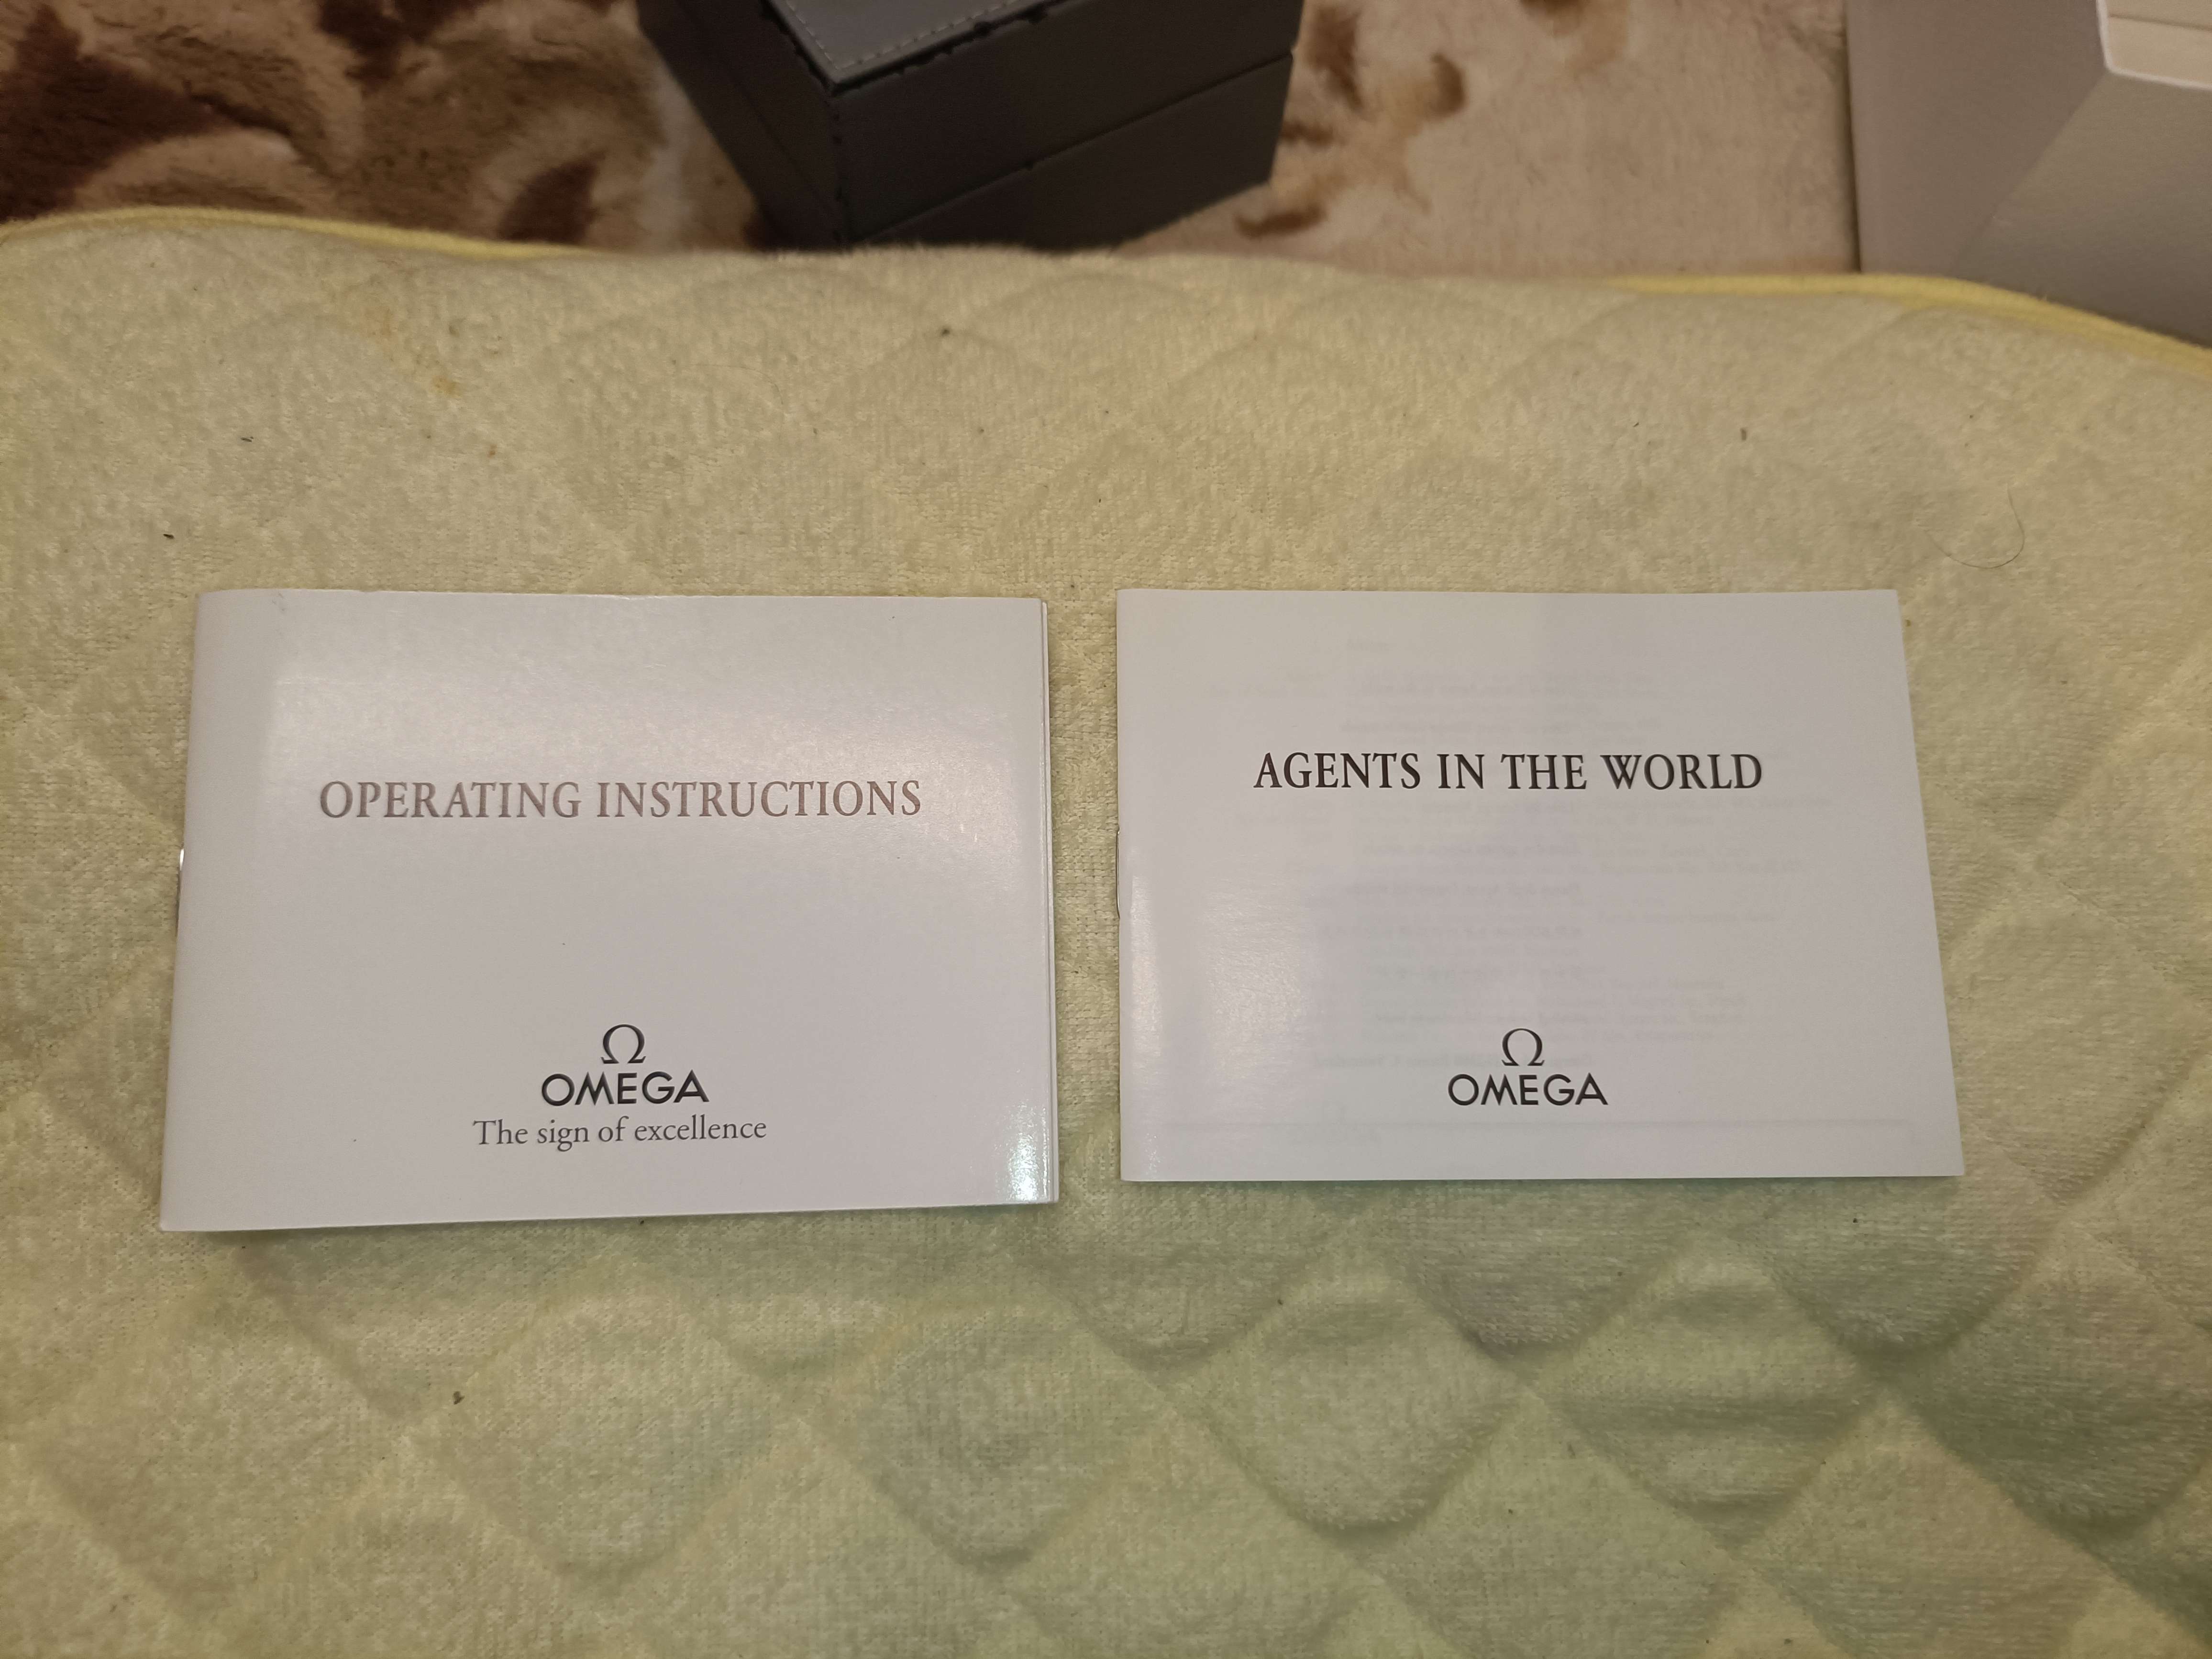 OPERATING INSTRUCTIONS
Ω
OMEGA
The sign of excellence
AGENTS IN THE WORLD
Ω
OMEGA